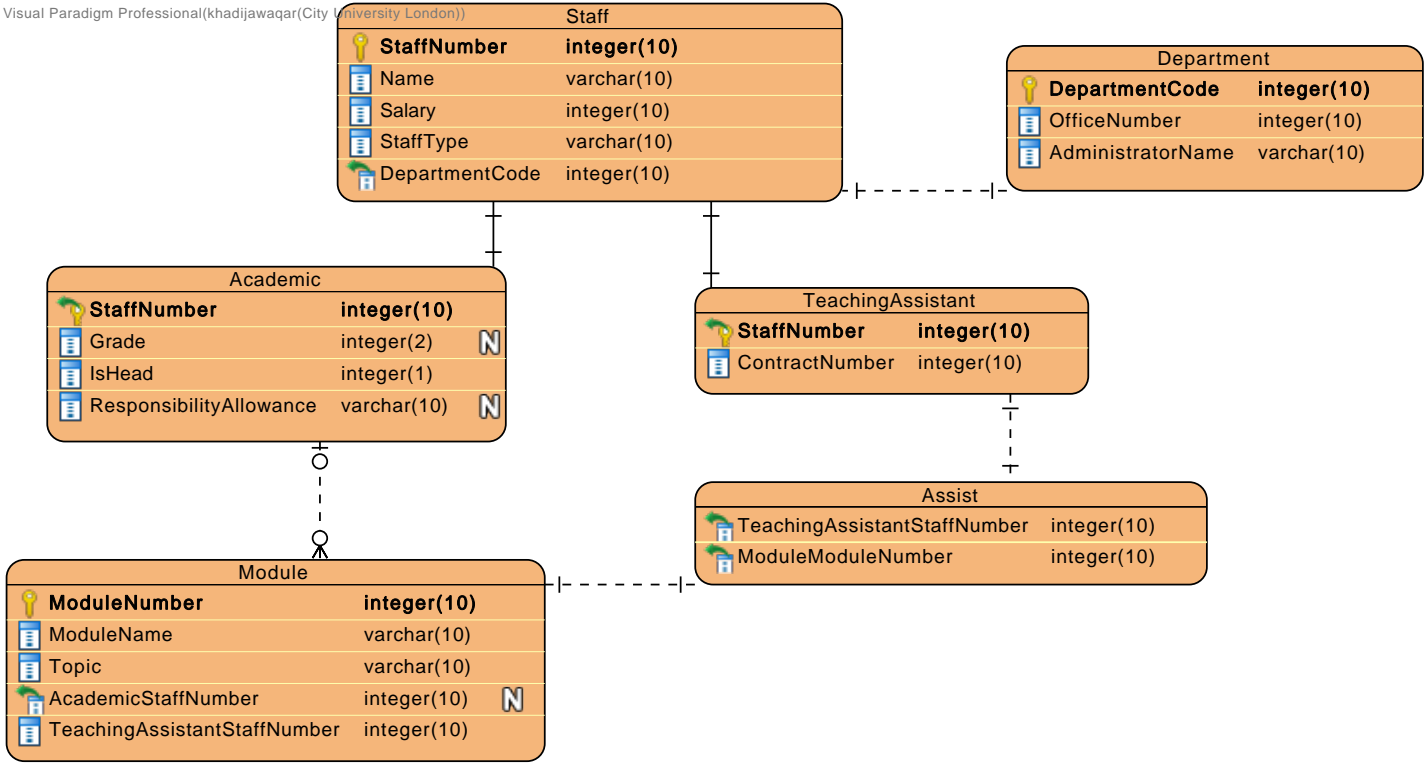 Visual Paradigm Professional(khadijawaqar(City University London))
Staff
StaffNumber integer(10)
Name varchar(10)
Salary integer(10)
StaffType varchar(10)
DepartmentCode integer(10)
Department
DepartmentCode integer(10)
OfficeNumber integer(10)
AdministratorName varchar(10)
Academic
StaffNumber integer(10)
Grade integer(2) N
IsHead integer(1)
ResponsibilityAllowance varchar(10) N
TeachingAssistant
StaffNumber integer(10)
ContractNumber integer(10)
Assist
TeachingAssistantStaffNumber integer(10)
ModuleModuleNumber integer(10)
Module
ModuleNumber integer(10)
ModuleName varchar(10)
Topic varchar(10)
AcademicStaffNumber integer(10) N
TeachingAssistantStaffNumber integer(10)